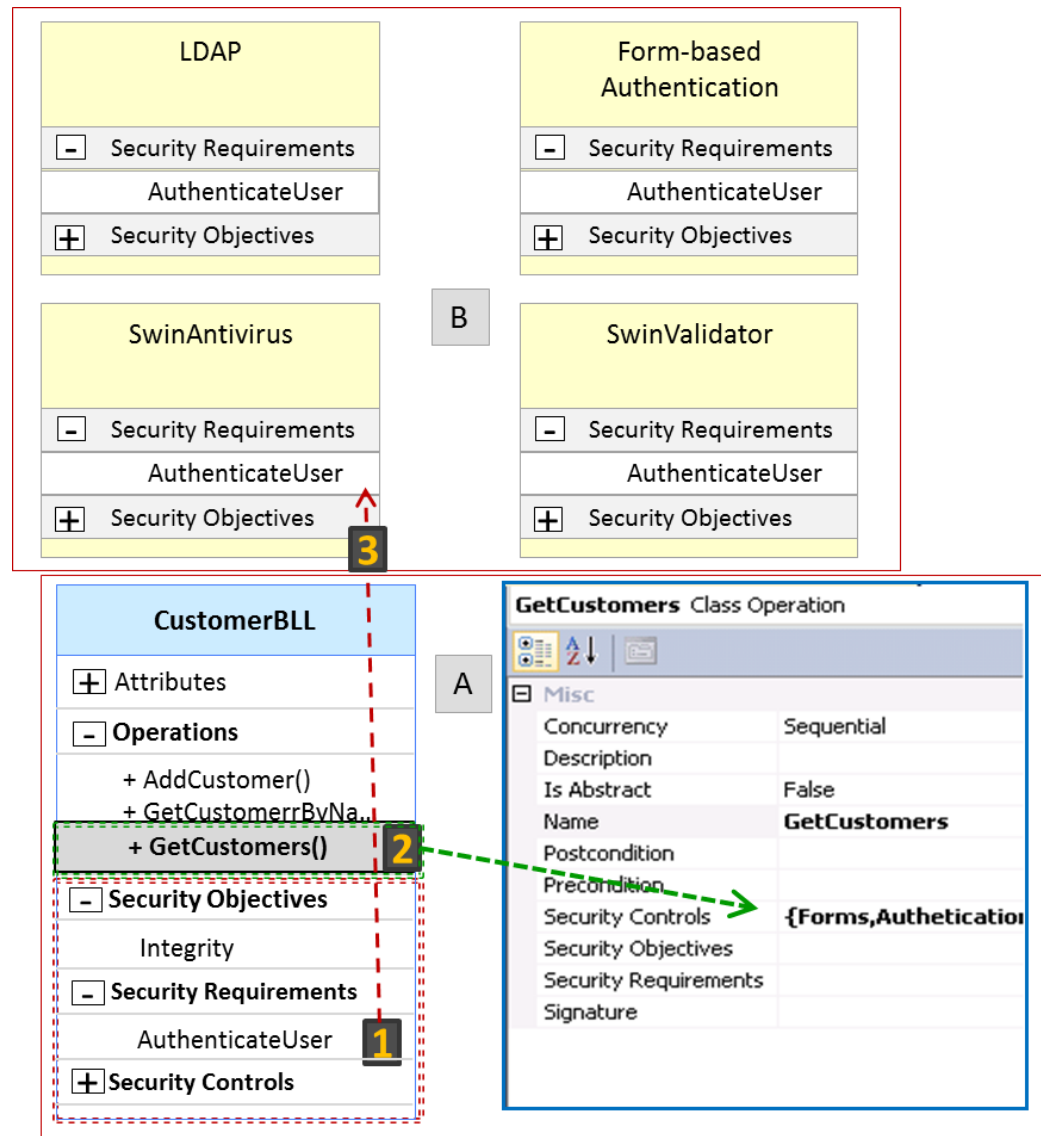 LDAP
- Security Requirements
AuthenticateUser
+ Security Objectives
Form-based
Authentication
- Security Requirements
AuthenticateUser
+ Security Objectives
B
SwinAntivirus
- Security Requirements
AuthenticateUser
+ Security Objectives
3
SwinValidator
- Security Requirements
AuthenticateUser
+ Security Objectives
CustomerBLL
+ Attributes
- Operations
+ AddCustomer()
+ GetCustomerrByNa..
+ GetCustomers() 2
- Security Objectives
Integrity
- Security Requirements
AuthenticateUser 1
+ Security Controls
A
GetCustomers Class Operation
Misc
Concurrency Sequential
Description
Is Abstract False
Name GetCustomers
Postcondition
Precondition
Security Controls {Forms,Authetication
Security Objectives
Security Requirements
Signature